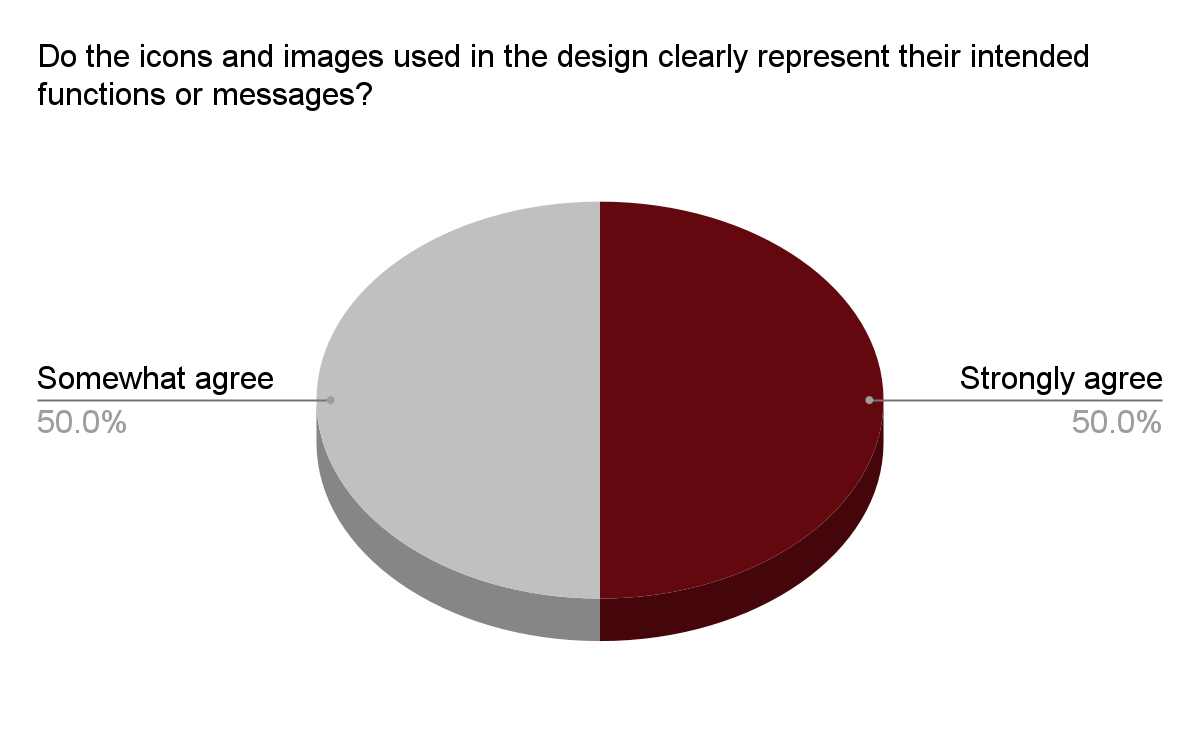 Do the icons and images used in the design clearly represent their intended
functions or messages?
Somewhat agree
50.0%
Strongly agree
50.0%